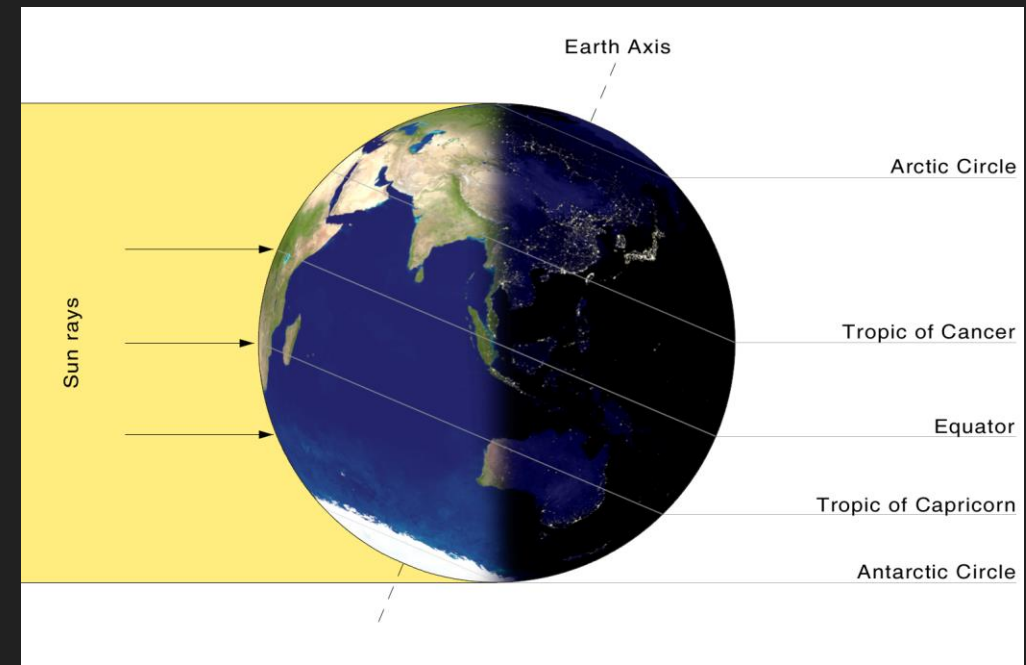 Earth Axis
Arctic Circle
Sun rays
Tropic of Cancer
Equator
Tropic of Capricorn
Antarctic Circle